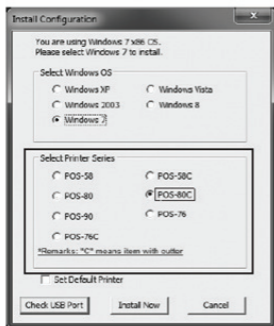 Install Configuration
You are using Windows 7 x86 OS.
Please select Windows 7 to install.
Select Windows OS
Windows XP Windows Vista
Windows 2003 Windows 8
Windows 7
Select Printer Series
POS-58 POS-58C
POS-80 POS-80C
POS-90 POS-76
POS-76C
*Remarks: "C" means item with cutter
Set Default Printer
Check USB Port Install Now Cancel